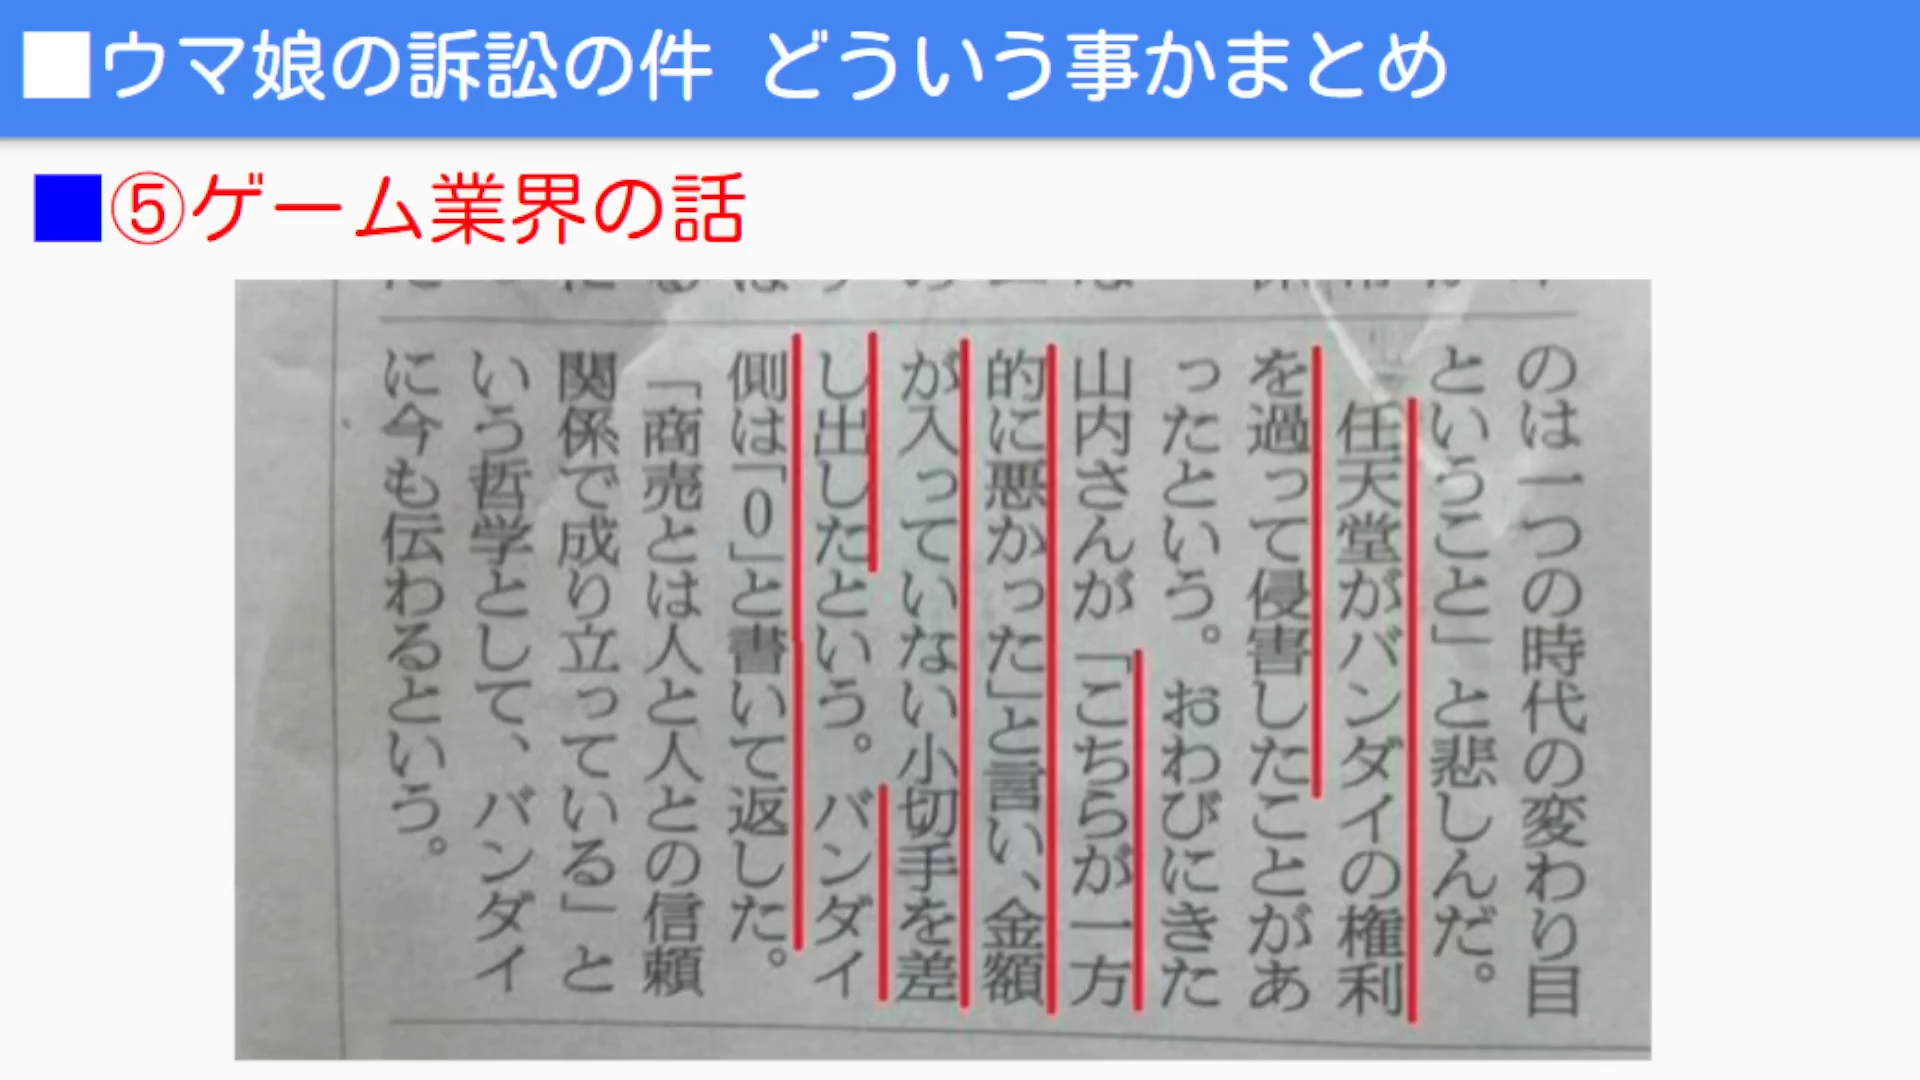 ■ウマ娘の訴訟の件 どういう事かまとめ
■⑤ゲーム業界の話
のは一つの時代の変わり目
ということ」と悲しんだ。
任天堂がバンダイの権利
を過って侵害したことがあ
ったという。おわびにきた
山内さんが「こちらが一方
的に悪かった」と言い、金額
が入っていない小切手を差
し出したという。バンダイ
側は「0」と書いて返した。
「商売とは人と人との信頼
関係で成り立っている」と
いう哲学として、バンダイ
に今も伝わるという。